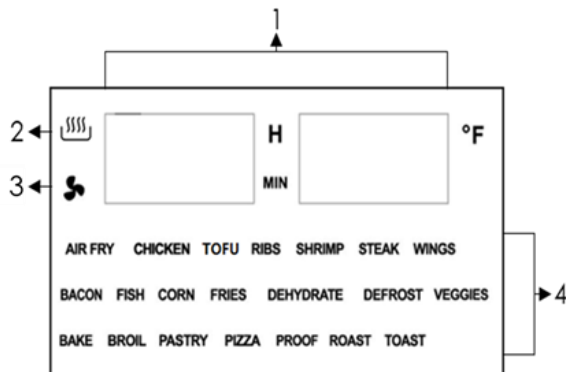 1
2 H °F
3 MIN
AIR FRY CHICKEN TOFU RIBS SHRIMP STEAK WINGS
BACON FISH CORN FRIES DEHYDRATE DEFROST VEGGIES 4
BAKE BROIL PASTRY PIZZA PROOF ROAST TOAST